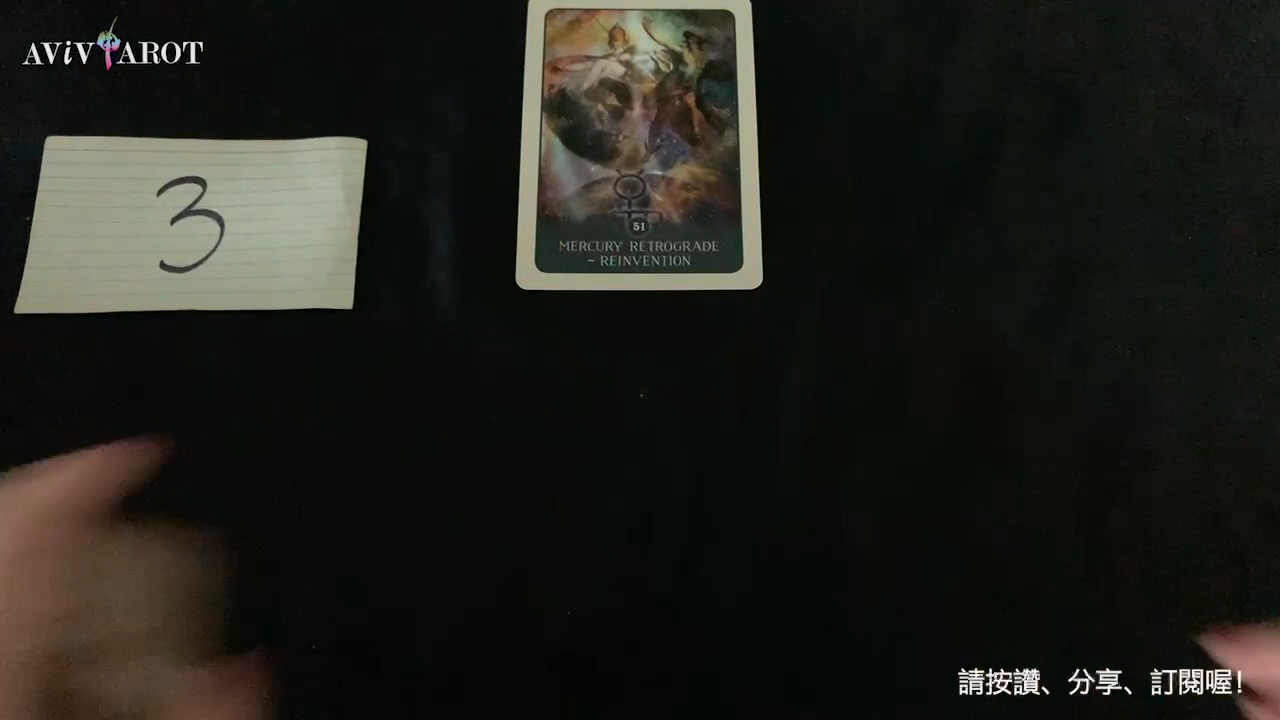 AViV TAROT
3
51
MERCURY RETROGRADE
~ REINVENTION
請按讚、分享、訂閱喔!